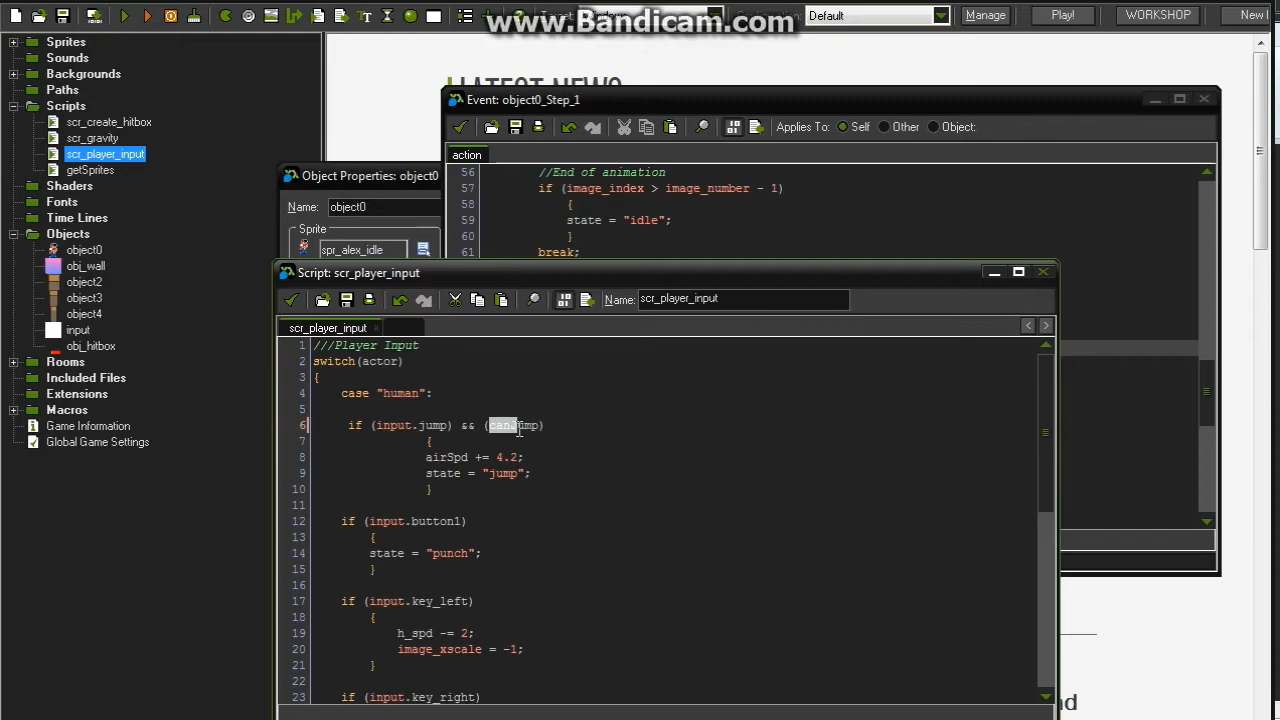 www.Bandicam.com
Target
Default
Manage
Play!
WORKSHOP
New
Sprites
Sounds
Backgrounds
Paths
Scripts
scr_create_hitbox
scr_gravity
scr_player_input
getSprites
Shaders
Fonts
Time Lines
Objects
object0
obj_wall
object2
object3
object4
input
obj_hitbox
Rooms
Included Files
Extensions
Macros
Game Information
Global Game Settings
LATEST NEWS
Event: object0_Step_1
Applies To: Self Other Object:
action
56 //End of animation
57 if (image_index > image_number - 1)
58 {
59 state = "idle";
60 }
61 break;
Object Properties: object0
Name: object0
Sprite
spr_alex_idle
Script: scr_player_input
Name: scr_player_input
scr_player_input
1 ///Player Input
2 switch(actor)
3 {
4 case "human":
5
6 if (input.jump) && (canJump)
7 {
8 airSpd += 4.2;
9 state = "jump";
10 }
11
12 if (input.button1)
13 {
14 state = "punch";
15 }
16
17 if (input.key_left)
18 {
19 h_spd -= 2;
20 image_xscale = -1;
21 }
22
23 if (input.key_right)